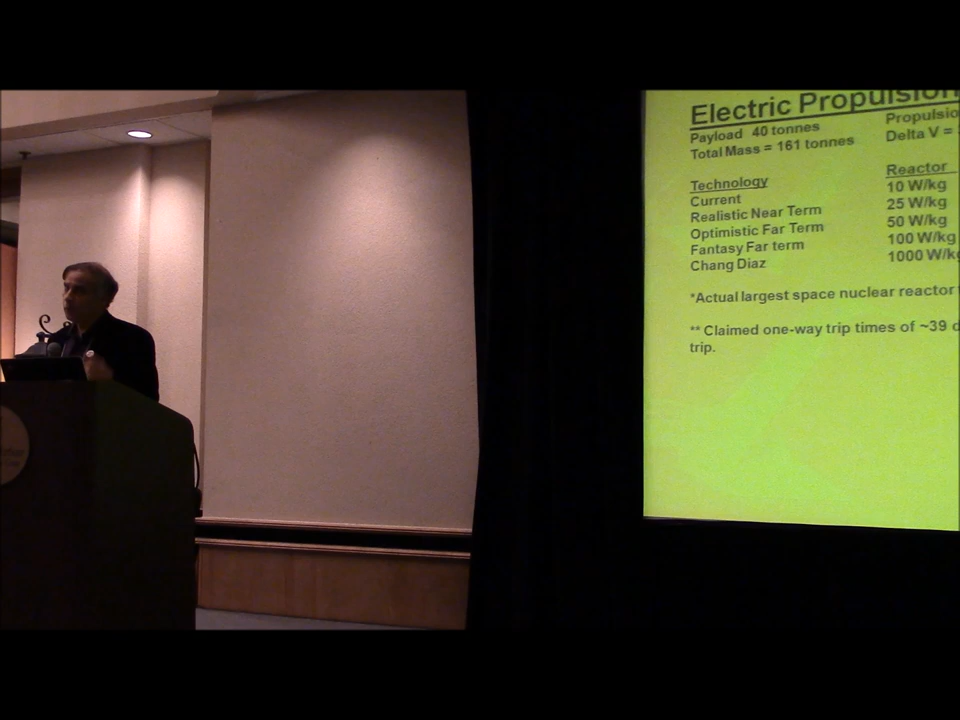 Electric Propulsion
Payload 40 tonnes
Total Mass = 161 tonnes
Propulsio
Delta V =
Technology
Current
Realistic Near Term
Optimistic Far Term
Fantasy Far term
Chang Diaz
Reactor
10 W/kg
25 W/kg
50 W/kg
100 W/kg
1000 W/kg
*Actual largest space nuclear reactor
** Claimed one-way trip times of ~39 d
trip.